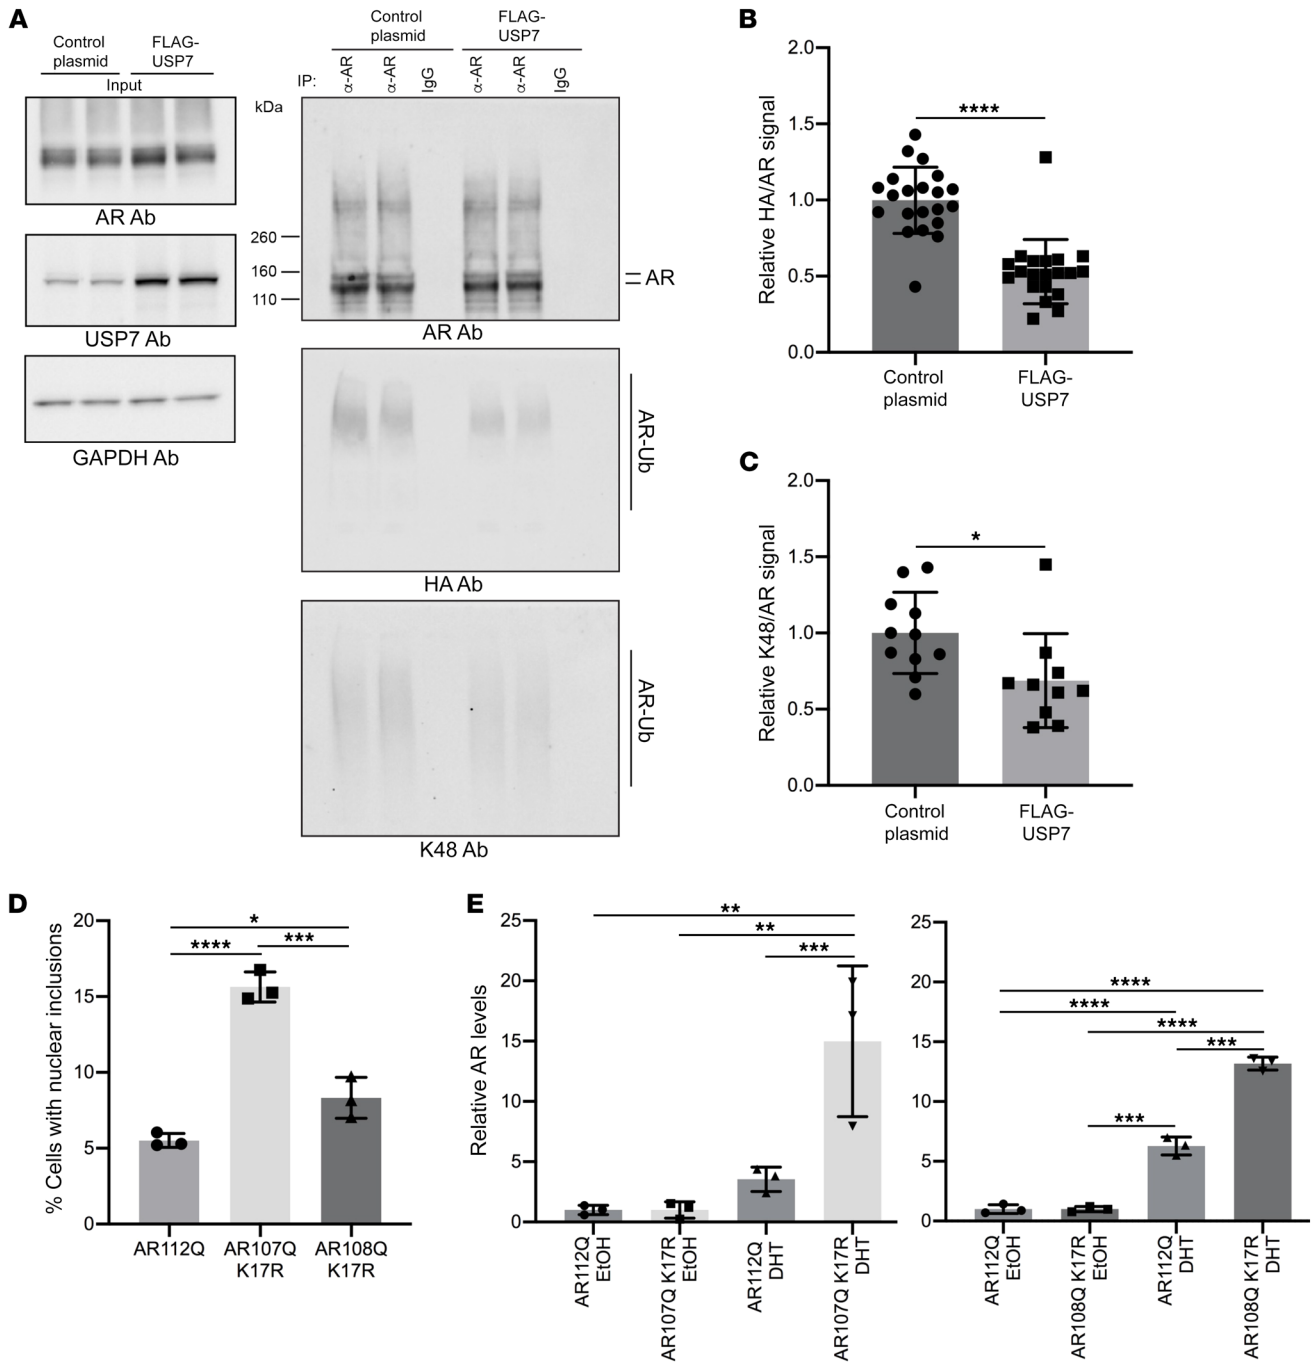 A
Control
plasmid
FLAG-
USP7
Input
AR Ab
USP7 Ab
GAPDH Ab
Control
plasmid
FLAG-
USP7
IP:
α-AR
α-AR
IgG
α-AR
α-AR
IgG
kDa
260
160
110
AR
AR Ab
AR-Ub
HA Ab
AR-Ub
K48 Ab
B
Relative HA/AR signal
2.0
1.5
1.0
0.5
0.0
****
Control
plasmid
FLAG-
USP7
C
Relative K48/AR signal
2.0
1.5
1.0
0.5
0.0
*
Control
plasmid
FLAG-
USP7
D
% Cells with nuclear inclusions
20
15
10
5
0
*
****
***
AR112Q
AR107Q
K17R
AR108Q
K17R
E
Relative AR levels
25
20
15
10
5
0
**
**
***
AR112Q
EtOH
AR107Q K17R
EtOH
AR112Q
DHT
AR107Q K17R
DHT
25
20
15
10
5
0
****
****
****
***
***
AR112Q
EtOH
AR108Q K17R
EtOH
AR112Q
DHT
AR108Q K17R
DHT